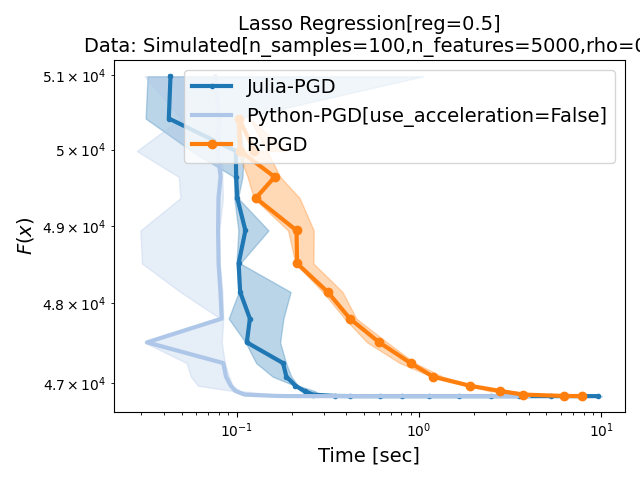 Lasso Regression[reg=0.5]
Data: Simulated[n_samples=100,n_features=5000,rho=0
5.1 × 10⁴
5 × 10⁴
4.9 × 10⁴
4.8 × 10⁴
4.7 × 10⁴
F(x)
Julia-PGD
Python-PGD[use_acceleration=False]
R-PGD
10⁻¹
10⁰
10¹
Time [sec]